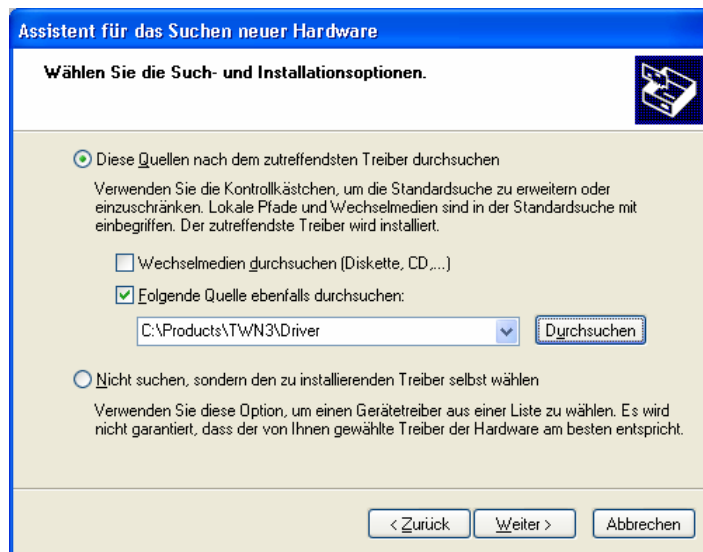 Assistent für das Suchen neuer Hardware
Wählen Sie die Such- und Installationsoptionen.
Diese Quellen nach dem zutreffendsten Treiber durchsuchen
Verwenden Sie die Kontrollkästchen, um die Standardsuche zu erweitern oder
einzuschränken. Lokale Pfade und Wechselmedien sind in der Standardsuche mit
einbegriffen. Der zutreffendste Treiber wird installiert.
Wechselmedien durchsuchen (Diskette, CD,...)
Folgende Quelle ebenfalls durchsuchen:
C:\Products\TWN3\Driver
Durchsuchen
Nicht suchen, sondern den zu installierenden Treiber selbst wählen
Verwenden Sie diese Option, um einen Gerätetreiber aus einer Liste zu wählen. Es wird
nicht garantiert, dass der von Ihnen gewählte Treiber der Hardware am besten entspricht.
< Zurück Weiter > Abbrechen